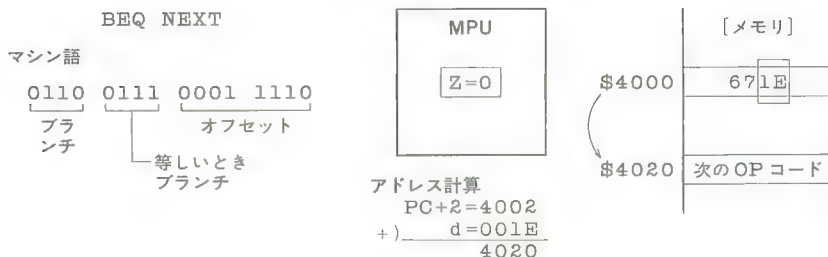 BEQ NEXT
マシン語
0110 0111 0001 1110
ブラ
ンチ
オフセット
等しいとき
ブランチ
MPU
Z=0
アドレス計算
PC+2=4002
+) d=001E
4020
[メモリ]
$4000 671E
$4020 次のOPコード